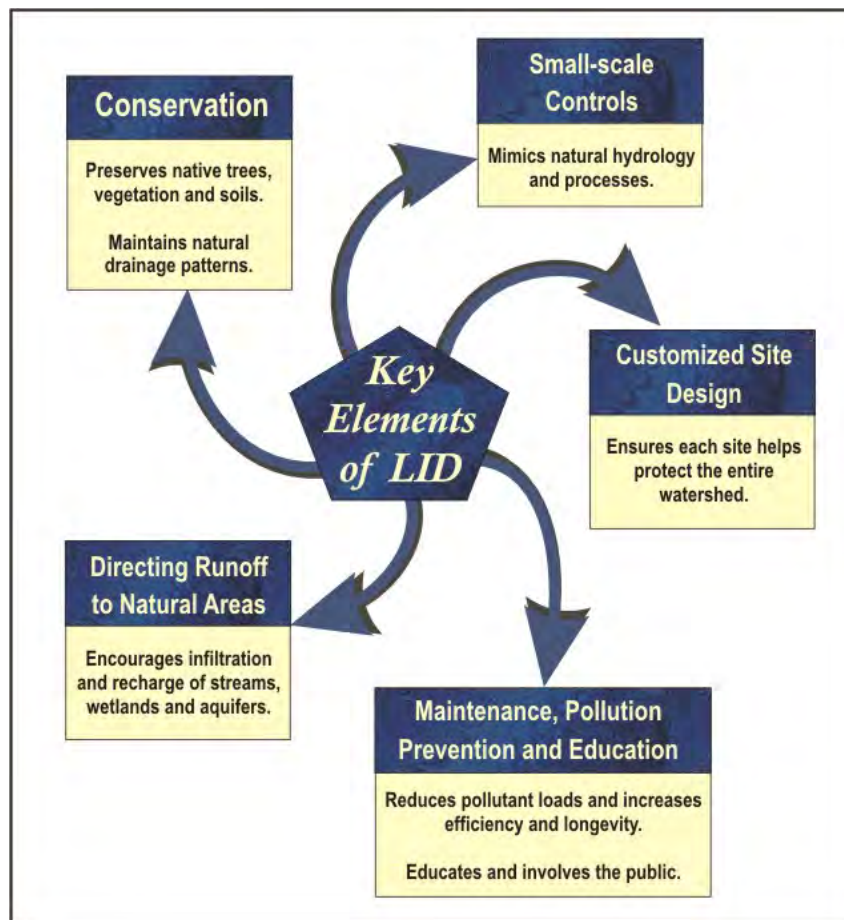 Conservation
Preserves native trees,
vegetation and soils.
Maintains natural
drainage patterns.
Small-scale
Controls
Mimics natural hydrology
and processes.
Key
Elements
of LID
Customized Site
Design
Ensures each site helps
protect the entire
watershed.
Directing Runoff
to Natural Areas
Encourages infiltration
and recharge of streams,
wetlands and aquifers.
Maintenance, Pollution
Prevention and Education
Reduces pollutant loads and increases
efficiency and longevity.
Educates and involves the public.